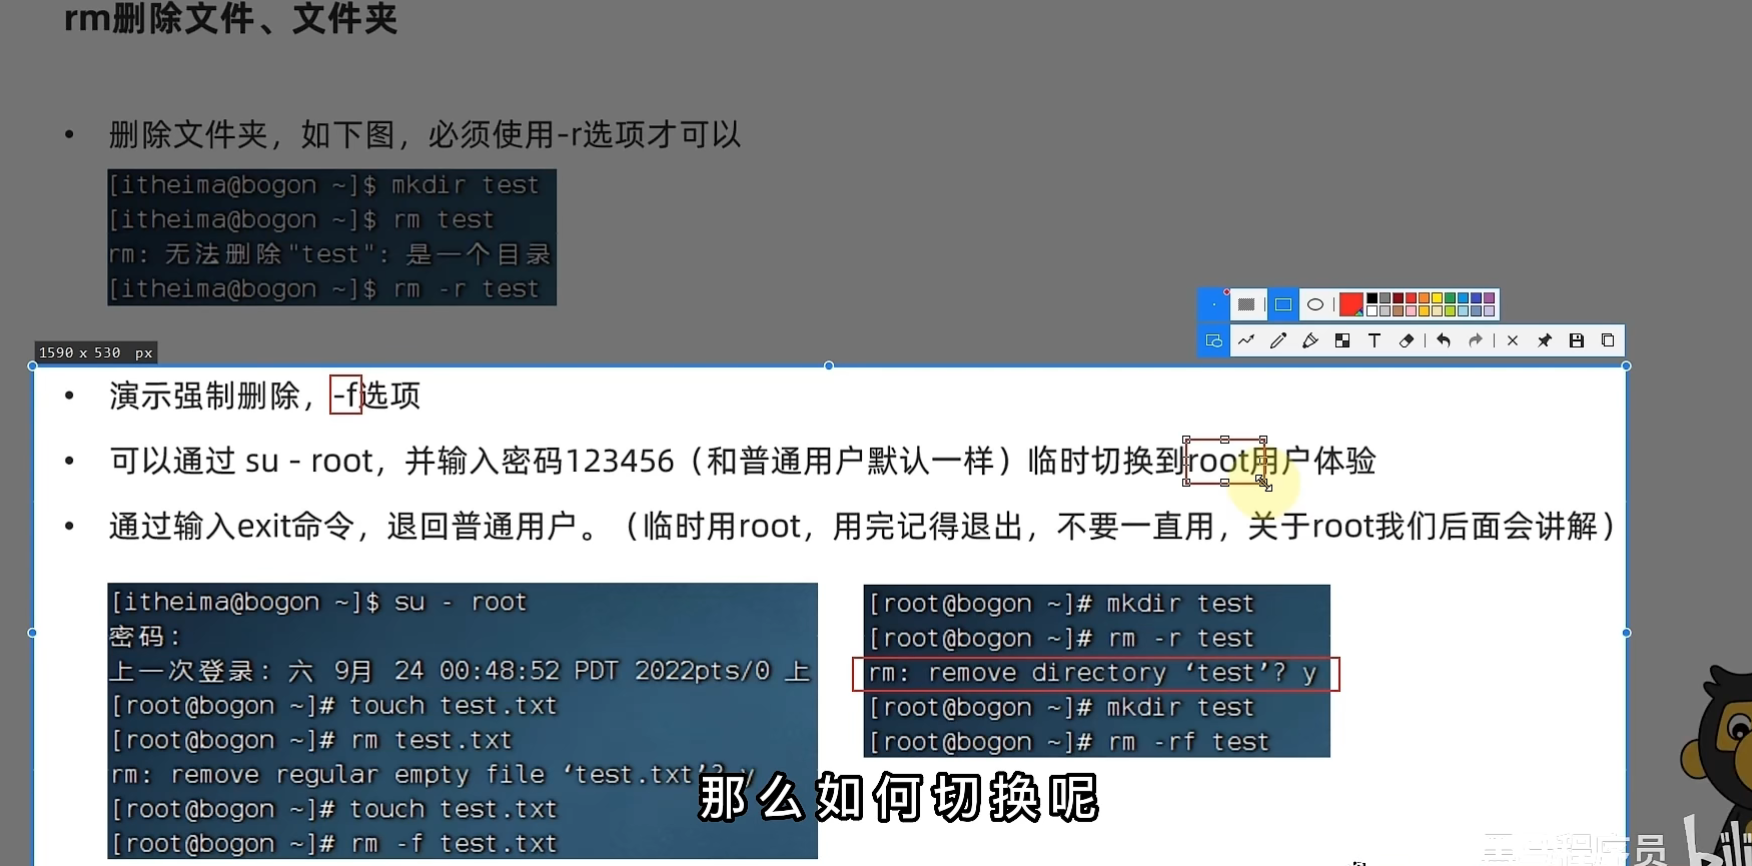 rm删除文件、文件夹
• 删除文件夹，如下图，必须使用-r选项才可以
[itheima@bogon ~]$ mkdir test
[itheima@bogon ~]$ rm test
rm: 无法删除"test": 是一个目录
[itheima@bogon ~]$ rm -r test
1590 x 530 px
• 演示强制删除，-f选项
• 可以通过 su - root，并输入密码123456（和普通用户默认一样）临时切换到root用户体验
• 通过输入exit命令，退回普通用户。（临时用root，用完记得退出，不要一直用，关于root我们后面会讲解）
[itheima@bogon ~]$ su - root
密码：
上一次登录：六 9月 24 00:48:52 PDT 2022pts/0 上
[root@bogon ~]# touch test.txt
[root@bogon ~]# rm test.txt
rm: remove regular empty file ‘test.txt’? y
[root@bogon ~]# touch test.txt
[root@bogon ~]# rm -f test.txt
[root@bogon ~]# mkdir test
[root@bogon ~]# rm -r test
rm: remove directory ‘test’? y
[root@bogon ~]# mkdir test
[root@bogon ~]# rm -rf test
那么如何切换呢